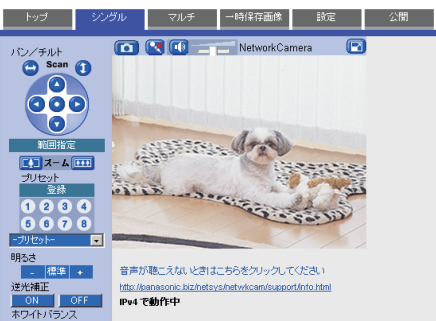 トップ
シングル
マルチ
一時保存画像
設定
公開
NetworkCamera
パン／チルト
Scan
範囲指定
ズーム
プリセット
登録
1 2 3 4
5 6 7 8
-プリセット-
明るさ
- 標準 +
逆光補正
ON OFF
ホワイトバランス
音声が聴こえないときはこちらをクリックしてください
http://panasonic.biz/netsys/netwkcam/support/info.html
IPv4 で動作中